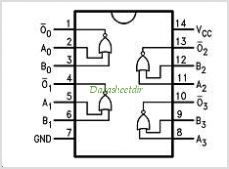 Ō₀ 1
A₀ 2
B₀ 3
Ō₁ 4
A₁ 5
B₁ 6
GND 7
14 VCC
13 Ō₂
12 B₂
11 A₂
10 Ō₃
9 B₃
8 A₃
Datasheetdir